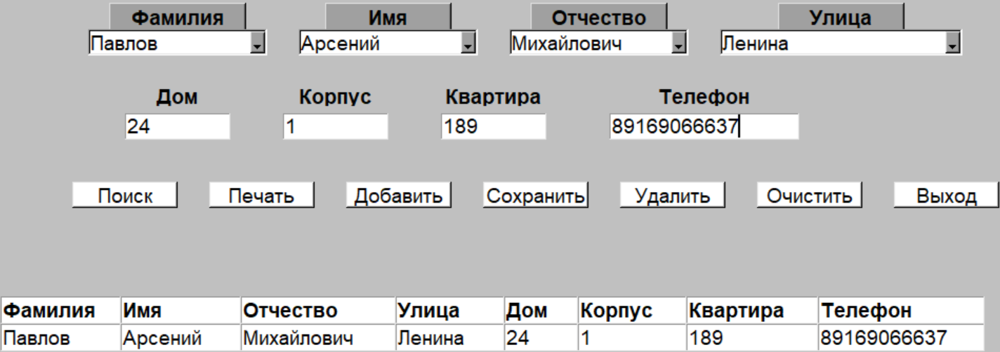 Фамилия Имя Отчество Улица
Павлов Арсений Михайлович Ленина
Дом Корпус Квартира Телефон
24 1 189 89169066637
Поиск Печать Добавить Сохранить Удалить Очистить Выход
Фамилия Имя Отчество Улица Дом Корпус Квартира Телефон
Павлов Арсений Михайлович Ленина 24 1 189 89169066637